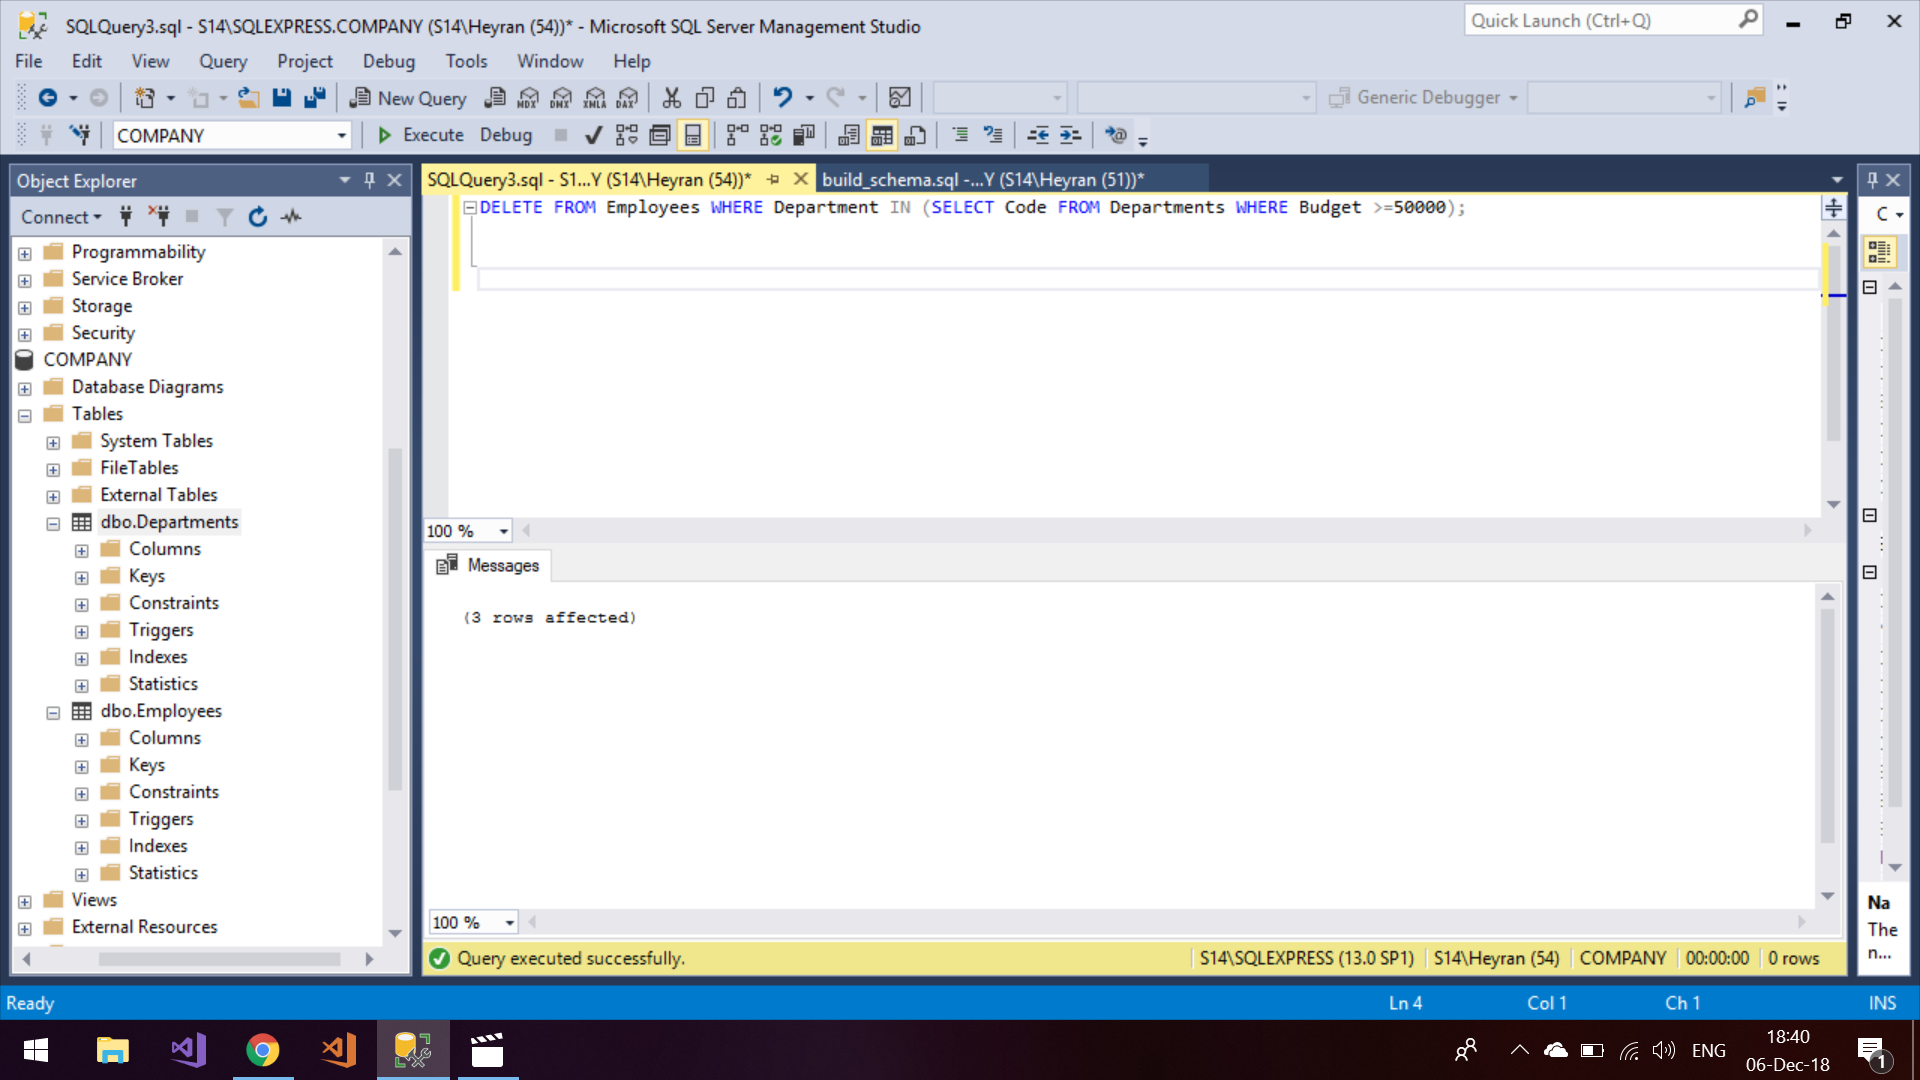 SQLQuery3.sql - S14\SQLEXPRESS.COMPANY (S14\Heyran (54))* - Microsoft SQL Server Management Studio
Quick Launch (Ctrl+Q)
File Edit View Query Project Debug Tools Window Help
New Query MDX DMX XMLA DAX Generic Debugger
COMPANY Execute Debug
Object Explorer
SQLQuery3.sql - S1...Y (S14\Heyran (54))* build_schema.sql -...Y (S14\Heyran (51))*
Connect
DELETE FROM Employees WHERE Department IN (SELECT Code FROM Departments WHERE Budget >=50000);
C
Programmability
Service Broker
Storage
Security
COMPANY
Database Diagrams
Tables
System Tables
FileTables
External Tables
dbo.Departments
Columns
Keys
Constraints
Triggers
Indexes
Statistics
dbo.Employees
Columns
Keys
Constraints
Triggers
Indexes
Statistics
Views
External Resources
100 %
Messages
(3 rows affected)
100 %
Query executed successfully. S14\SQLEXPRESS (13.0 SP1) S14\Heyran (54) COMPANY 00:00:00 0 rows
Na
The
n...
Ready Ln 4 Col 1 Ch 1 INS
ENG
18:40
06-Dec-18
1